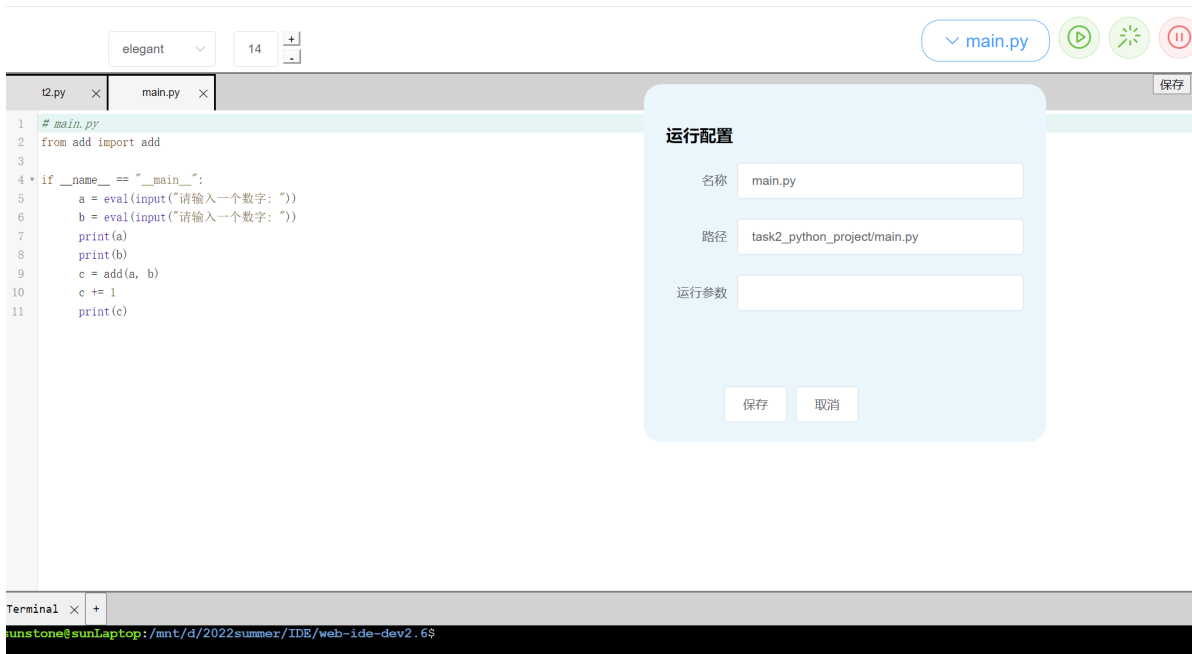 elegant
14
+
-
main.py
t2.py
main.py
保存
1 # main.py
2 from add import add
3
4 if __name__ == "__main__":
5 a = eval(input("请输入一个数字: "))
6 b = eval(input("请输入一个数字: "))
7 print(a)
8 print(b)
9 c = add(a, b)
10 c += 1
11 print(c)
运行配置
名称 main.py
路径 task2_python_project/main.py
运行参数
保存 取消
Terminal +
sunstone@sunLaptop:/mnt/d/2022summer/IDE/web-ide-dev2.6$